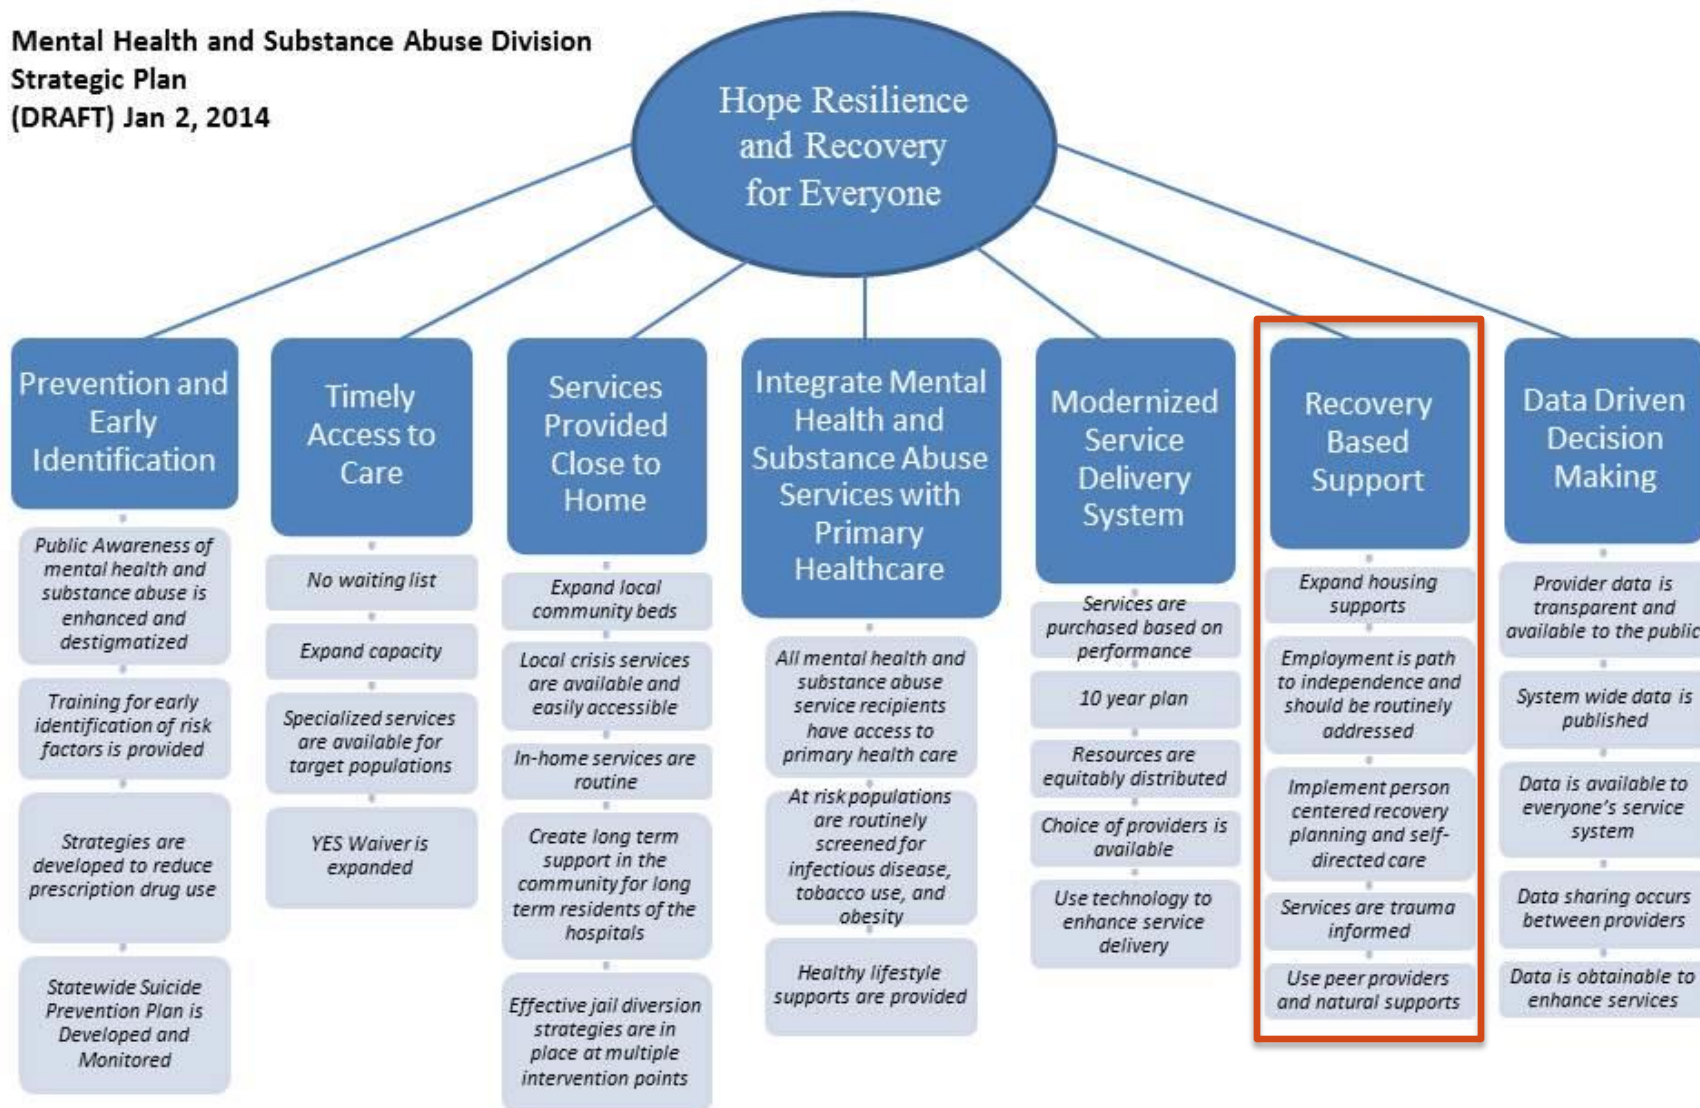 Mental Health and Substance Abuse Division
Strategic Plan
(DRAFT) Jan 2, 2014
Hope Resilience
and Recovery
for Everyone
Prevention and
Early
Identification
Public Awareness of
mental health and
substance abuse is
enhanced and
destigmatized
Training for early
identification of risk
factors is provided
Strategies are
developed to reduce
prescription drug use
Statewide Suicide
Prevention Plan is
Developed and
Monitored
Timely
Access to
Care
No waiting list
Expand capacity
Specialized services
are available for
target populations
YES Waiver is
expanded
Services
Provided
Close to
Home
Expand local
community beds
Local crisis services
are available and
easily accessible
In-home services are
routine
Create long term
support in the
community for long
term residents of the
hospitals
Effective jail diversion
strategies are in
place at multiple
intervention points
Integrate Mental
Health and
Substance Abuse
Services with
Primary
Healthcare
All mental health and
substance abuse
service recipients
have access to
primary health care
At risk populations
are routinely
screened for
infectious disease,
tobacco use, and
obesity
Healthy lifestyle
supports are provided
Modernized
Service
Delivery
System
Services are
purchased based on
performance
10 year plan
Resources are
equitably distributed
Choice of providers is
available
Use technology to
enhance service
delivery
Recovery
Based
Support
Expand housing
supports
Employment is path
to independence and
should be routinely
addressed
Implement person
centered recovery
planning and self-
directed care
Services are trauma
informed
Use peer providers
and natural supports
Data Driven
Decision
Making
Provider data is
transparent and
available to the public
System wide data is
published
Data is available to
everyone's service
system
Data sharing occurs
between providers
Data is obtainable to
enhance services